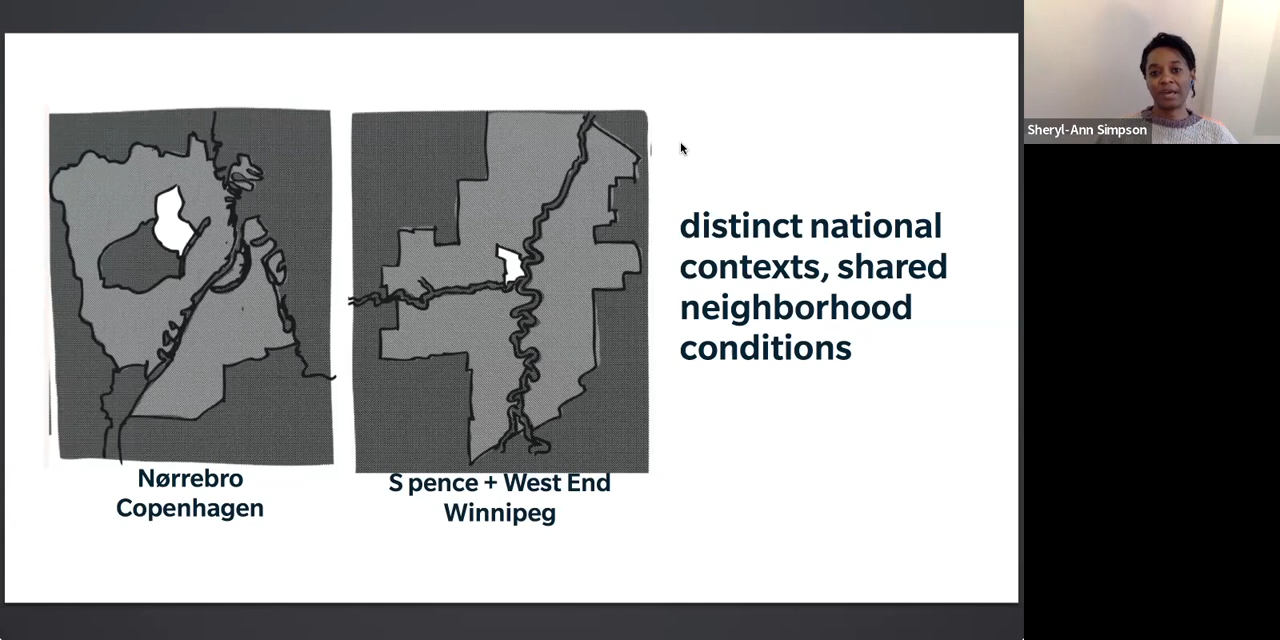 Sheryl-Ann Simpson
distinct national
contexts, shared
neighborhood
conditions
Nørrebro
Copenhagen
S pence + West End
Winnipeg